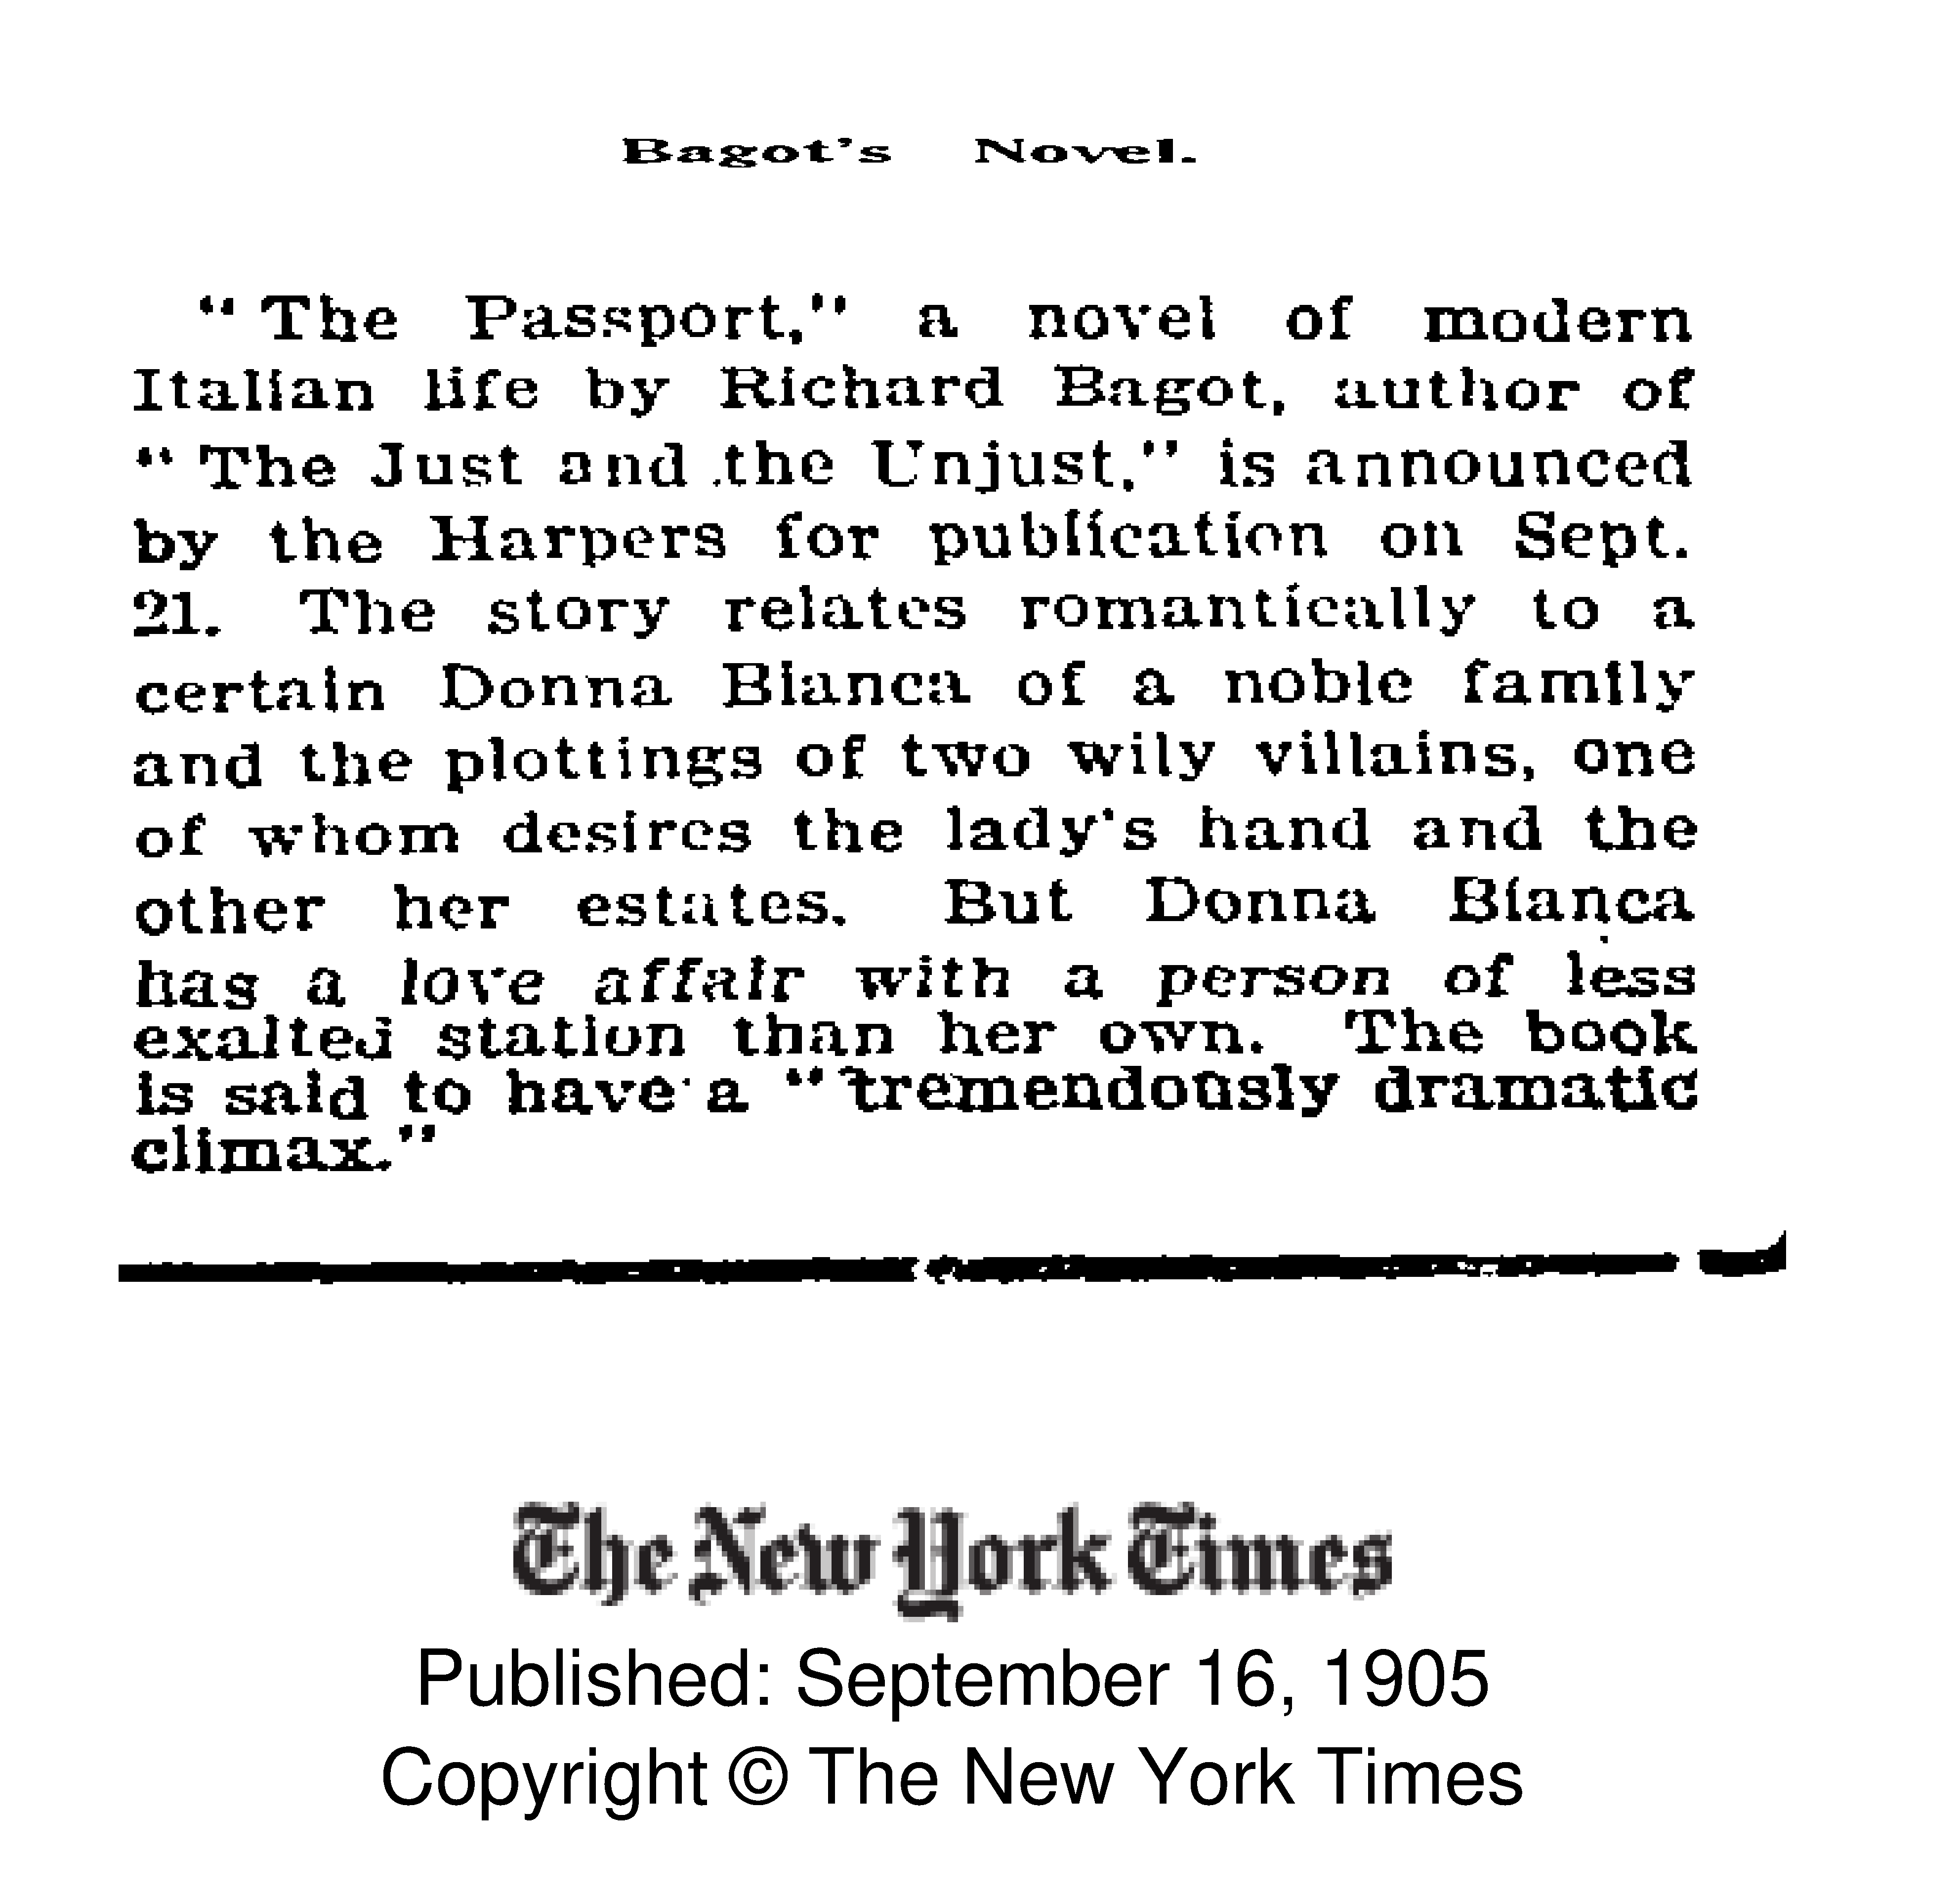 Bagot's Novel.
" The Passport," a novel of modern
Italian life by Richard Bagot, author of
" The Just and the Unjust," is announced
by the Harpers for publication on Sept.
21. The story relates romantically to a
certain Donna Bianca of a noble family
and the plottings of two wily villains, one
of whom desires the lady's hand and the
other her estates. But Donna Bianca
has a love affair with a person of less
exalted station than her own. The book
is said to have a " tremendously dramatic
climax."
The New York Times
Published: September 16, 1905
Copyright © The New York Times